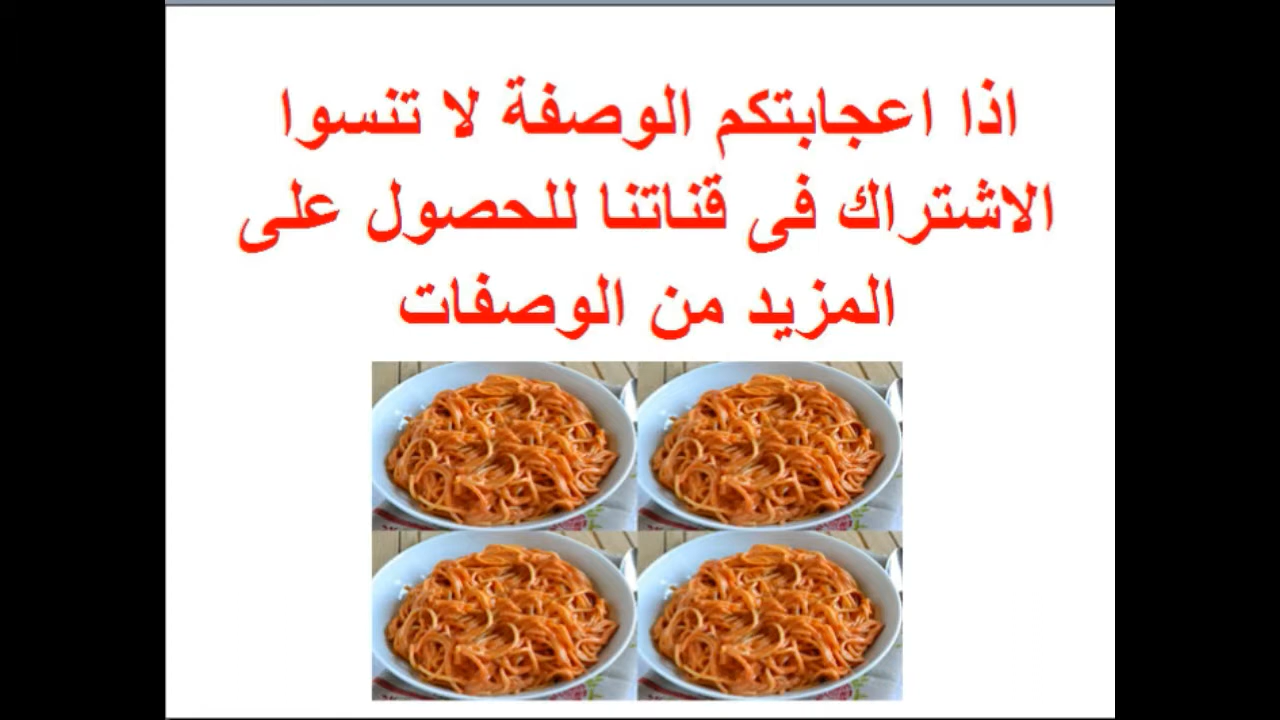 اذا اعجابتكم الوصفة لا تنسوا
الاشتراك فى قناتنا للحصول على
المزيد من الوصفات